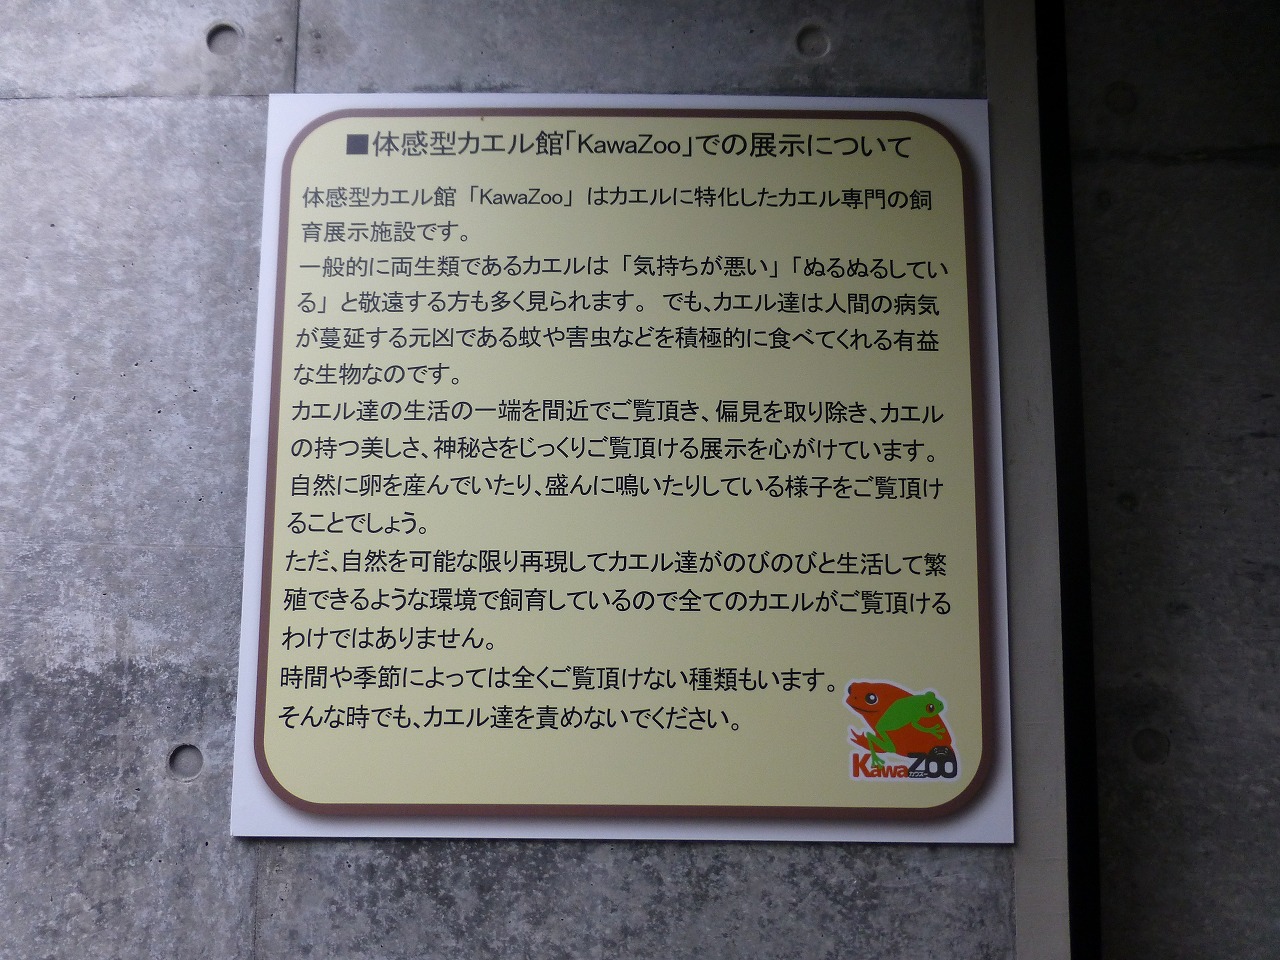 ■体感型カエル館「KawaZoo」での展示について
体感型カエル館「KawaZoo」はカエルに特化したカエル専門の飼
育展示施設です。
一般的に両生類であるカエルは「気持ちが悪い」「ぬるぬるしてい
る」と敬遠する方も多く見られます。でも、カエル達は人間の病気
が蔓延する元凶である蚊や害虫などを積極的に食べてくれる有益
な生物なのです。
カエル達の生活の一端を間近でご覧頂き、偏見を取り除き、カエル
の持つ美しさ、神秘さをじっくりご覧頂ける展示を心がけています。
自然に卵を産んでいたり、盛んに鳴いたりしている様子をご覧頂け
ることでしょう。
ただ、自然を可能な限り再現してカエル達がのびのびと生活して繁
殖できるような環境で飼育しているので全てのカエルがご覧頂ける
わけではありません。
時間や季節によっては全くご覧頂けない種類もいます。
そんな時でも、カエル達を責めないでください。
KawaZOO
カワズー